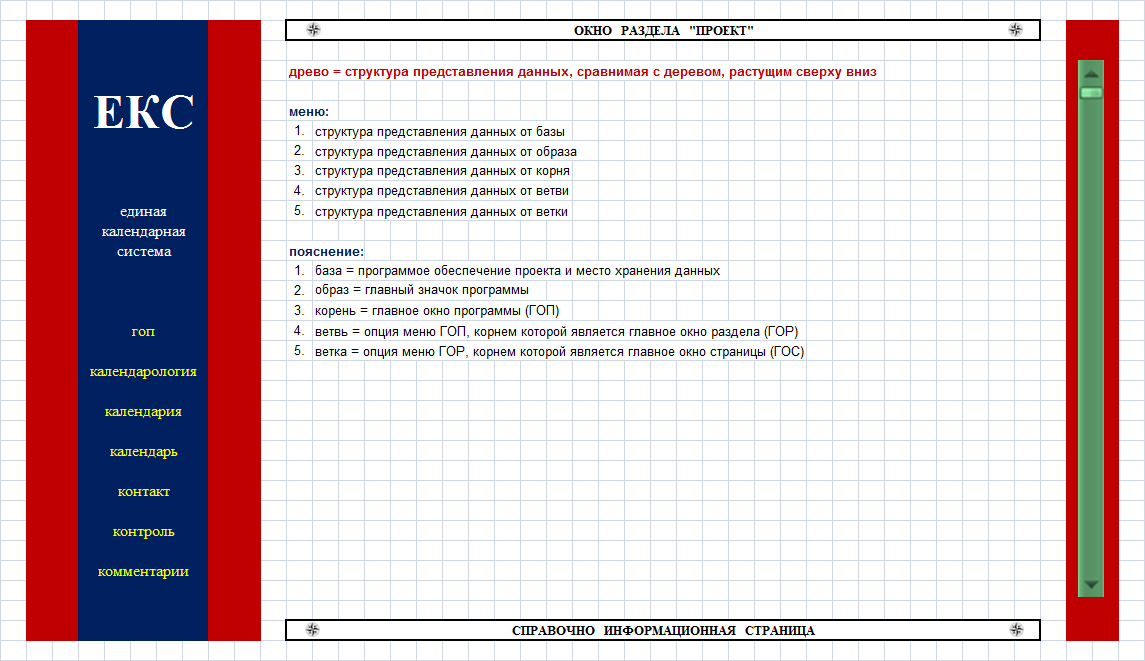 ЕКС
единая
календарная
система
гоп
календарология
календария
календарь
контакт
контроль
комментарии
ОКНО РАЗДЕЛА "ПРОЕКТ"
древо = структура представления данных, сравнимая с деревом, растущим сверху вниз
меню:
1. структура представления данных от базы
2. структура представления данных от образа
3. структура представления данных от корня
4. структура представления данных от ветви
5. структура представления данных от ветки
пояснение:
1. база = программое обеспечение проекта и место хранения данных
2. образ = главный значок программы
3. корень = главное окно программы (ГОП)
4. ветвь = опция меню ГОП, корнем которой является главное окно раздела (ГОР)
5. ветка = опция меню ГОР, корнем которой является главное окно страницы (ГОС)
СПРАВОЧНО ИНФОРМАЦИОННАЯ СТРАНИЦА